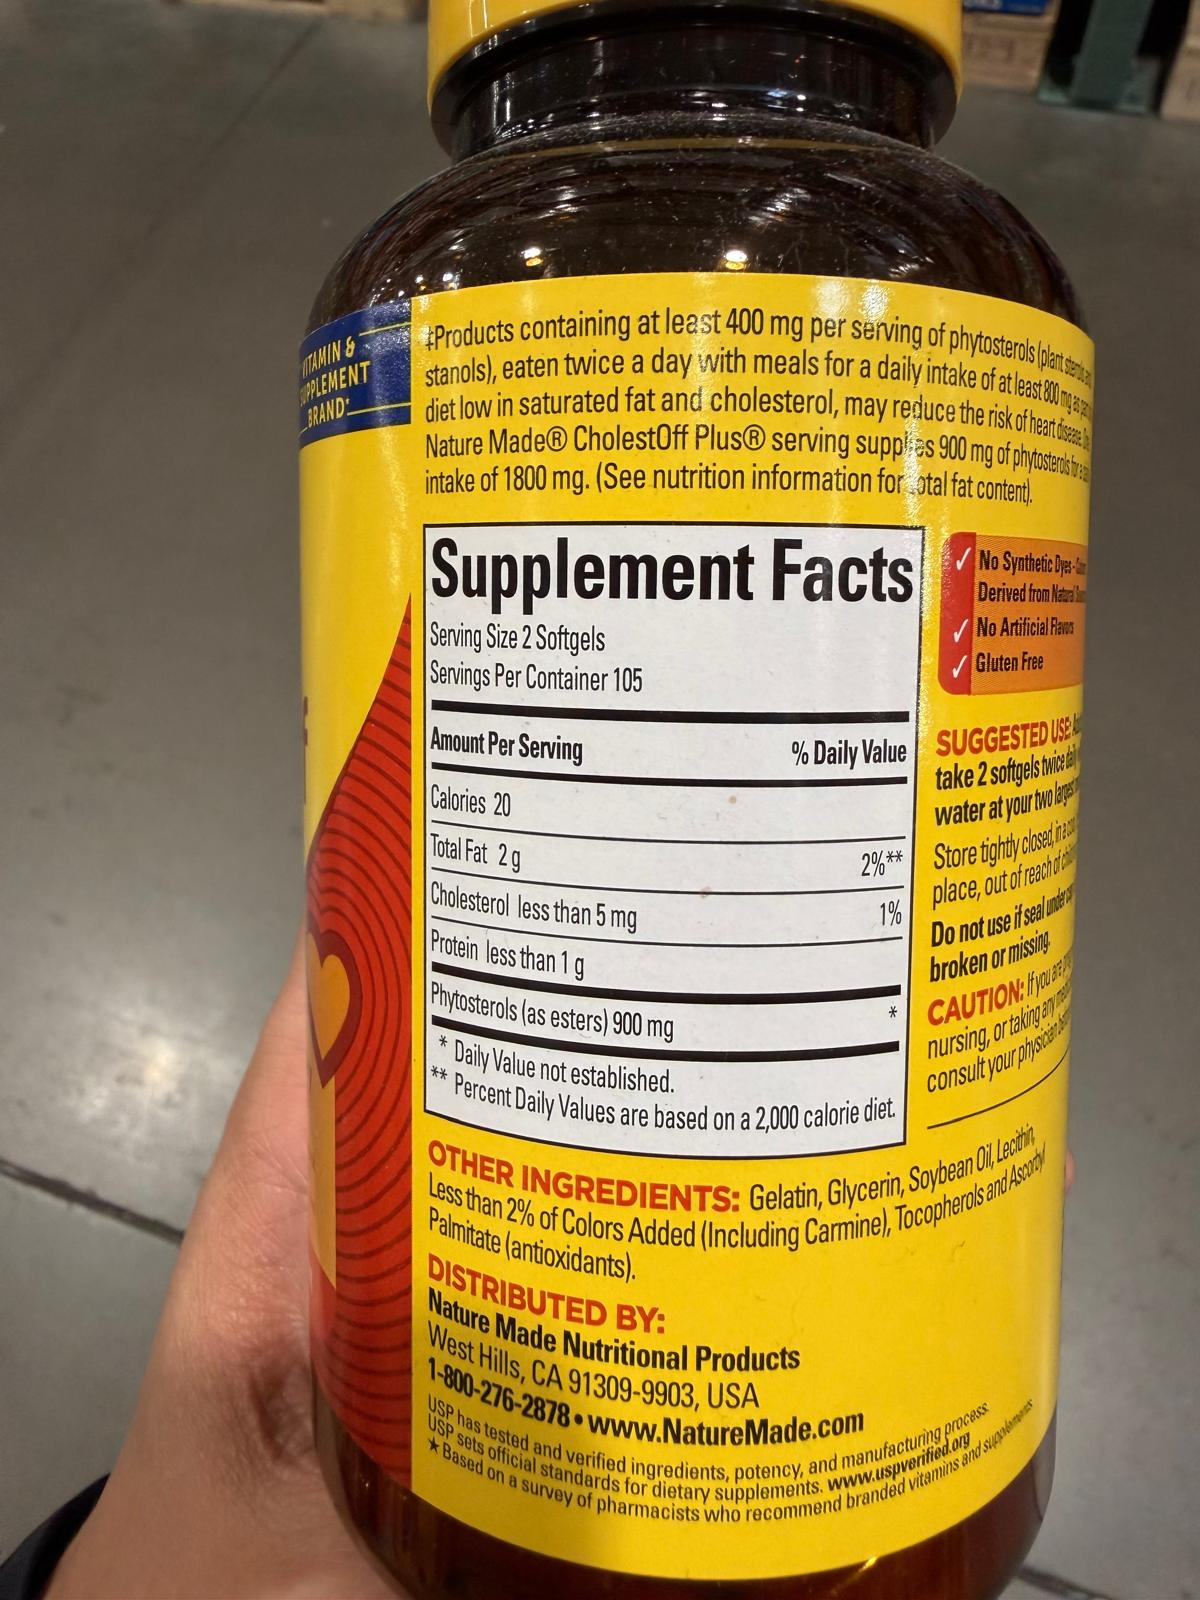 VITAMIN &
SUPPLEMENT
BRAND*
‡Products containing at least 400 mg per serving of phytosterols (plant sterols and
stanols), eaten twice a day with meals for a daily intake of at least 800 mg as part
diet low in saturated fat and cholesterol, may reduce the risk of heart disease. One
Nature Made® CholestOff Plus® serving supplies 900 mg of phytosterols for a
intake of 1800 mg. (See nutrition information for total fat content).
Supplement Facts
Serving Size 2 Softgels
Servings Per Container 105
Amount Per Serving % Daily Value
Calories 20
Total Fat 2 g 2%**
Cholesterol less than 5 mg 1%
Protein less than 1 g
Phytosterols (as esters) 900 mg *
* Daily Value not established.
** Percent Daily Values are based on a 2,000 calorie diet.
✓ No Synthetic Dyes -
Derived from Natural
✓ No Artificial Flavors
✓ Gluten Free
SUGGESTED USE:
take 2 softgels twice daily
water at your two largest
Store tightly closed, in a
place, out of reach of
Do not use if seal under
broken or missing.
CAUTION: If you are
nursing, or taking any
consult your physician
OTHER INGREDIENTS: Gelatin, Glycerin, Soybean Oil, Lecithin,
Less than 2% of Colors Added (Including Carmine), Tocopherols and Ascorbyl
Palmitate (antioxidants).
DISTRIBUTED BY:
Nature Made Nutritional Products
West Hills, CA 91309-9903, USA
1-800-276-2878 • www.NatureMade.com
USP has tested and verified ingredients, potency, and manufacturing process.
USP sets official standards for dietary supplements. www.uspverified.org
★Based on a survey of pharmacists who recommend branded vitamins and supplements